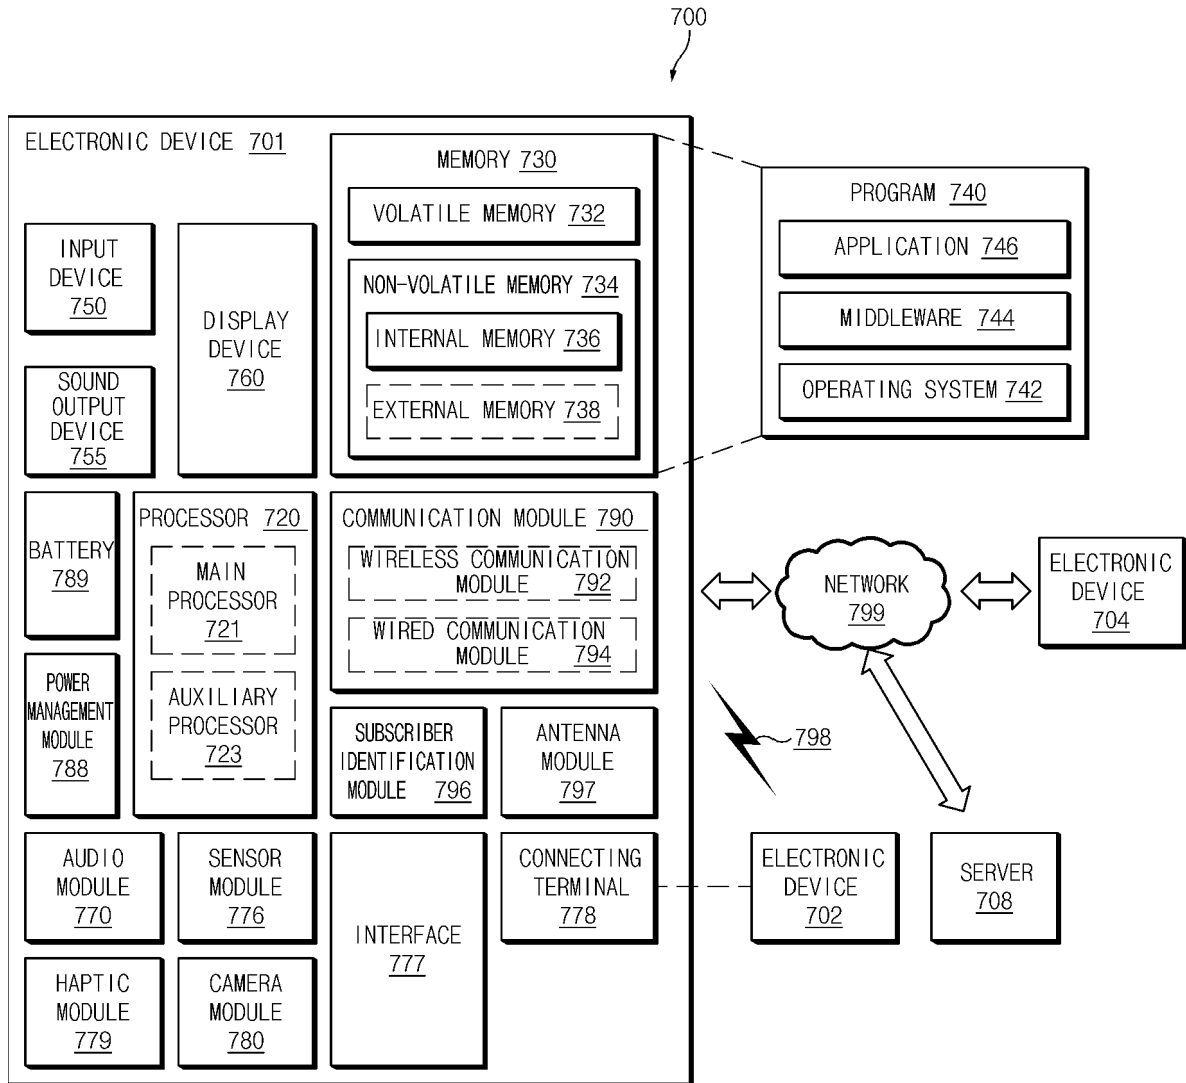 700
ELECTRONIC DEVICE 701
MEMORY 730
VOLATILE MEMORY 732
NON-VOLATILE MEMORY 734
INTERNAL MEMORY 736
EXTERNAL MEMORY 738
PROGRAM 740
APPLICATION 746
MIDDLEWARE 744
OPERATING SYSTEM 742
INPUT
DEVICE
750
DISPLAY
DEVICE
760
SOUND
OUTPUT
DEVICE
755
BATTERY
789
PROCESSOR 720
MAIN
PROCESSOR
721
AUXILIARY
PROCESSOR
723
COMMUNICATION MODULE 790
WIRELESS COMMUNICATION
MODULE 792
WIRED COMMUNICATION
MODULE 794
NETWORK
799
ELECTRONIC
DEVICE
704
POWER
MANAGEMENT
MODULE
788
SUBSCRIBER
IDENTIFICATION
MODULE 796
ANTENNA
MODULE
797
798
AUDIO
MODULE
770
SENSOR
MODULE
776
INTERFACE
777
CONNECTING
TERMINAL
778
ELECTRONIC
DEVICE
702
SERVER
708
HAPTIC
MODULE
779
CAMERA
MODULE
780